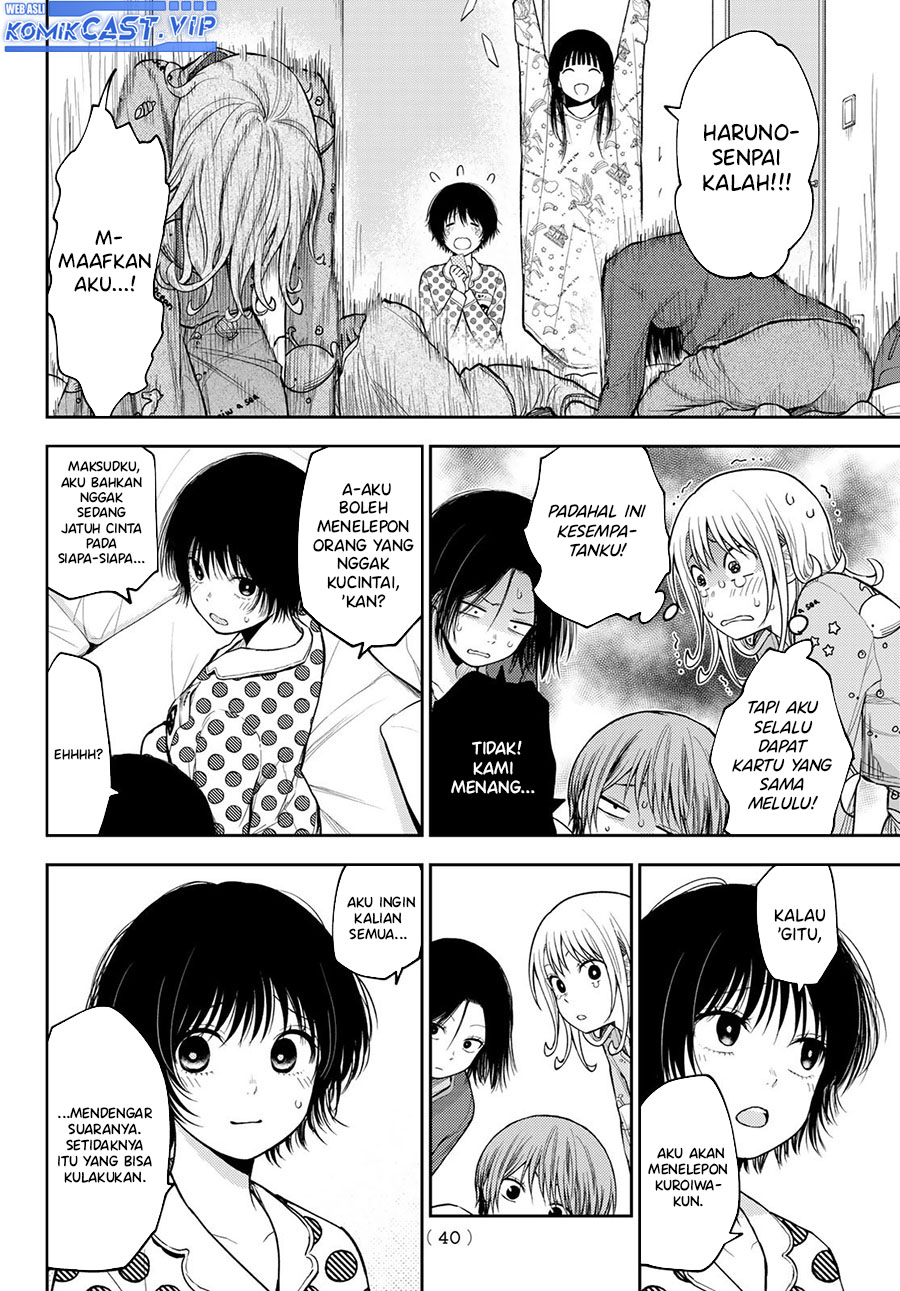 WEB ASLI
KOMIKCAST.VIP
HARUNO-
SENPAI
KALAH!!!
M-
MAAFKAN
AKU...!
PADAHAL INI
KESEMPA-
TANKU!
TAPI AKU
SELALU
DAPAT
KARTU YANG
SAMA
MELULU!
TIDAK!
KAMI
MENANG...
A-AKU
BOLEH
MENELEPON
ORANG YANG
NGGAK
KUCINTAI,
'KAN?
MAKSUDKU,
AKU BAHKAN
NGGAK
SEDANG
JATUH CINTA
PADA
SIAPA-SIAPA...
EHHHH?
KALAU
'GITU,
AKU AKAN
MENELEPON
KUROIWA-
KUN.
AKU INGIN
KALIAN
SEMUA...
...MENDENGAR
SUARANYA.
SETIDAKNYA
ITU YANG BISA
KULAKUKAN.
( 40 )